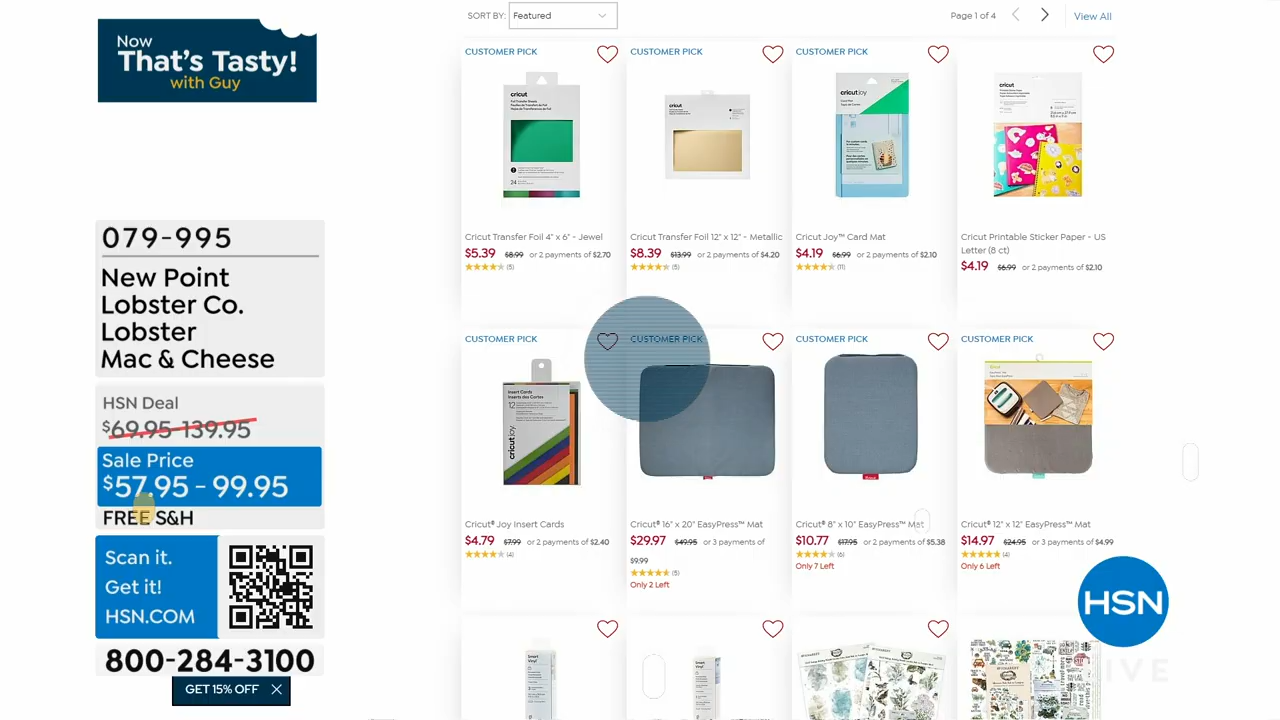 Now
That's Tasty!
with Guy
079-995
New Point
Lobster Co.
Lobster
Mac & Cheese
HSN Deal
$69.95-139.95
Sale Price
$57.95 - 99.95
FREE S&H
Scan it.
Get it!
HSN.COM
800-284-3100
GET 15% OFF
SORT BY: Featured
Page 1 of 4
View All
CUSTOMER PICK
Cricut Transfer Foil 4" x 6" - Jewel
$5.39 $8.99 or 2 payments of $2.70
(5)
CUSTOMER PICK
Cricut Transfer Foil 12" x 12" - Metallic
$8.39 $13.99 or 2 payments of $4.20
(5)
CUSTOMER PICK
Cricut Joy™ Card Mat
$4.19 $6.99 or 2 payments of $2.10
(11)
Cricut Printable Sticker Paper - US
Letter (8 ct)
$4.19 $6.99 or 2 payments of $2.10
CUSTOMER PICK
Cricut® Joy Insert Cards
$4.79 $7.99 or 2 payments of $2.40
(4)
CUSTOMER PICK
Cricut® 16" x 20" EasyPress™ Mat
$29.97 $49.95 or 3 payments of
$9.99
(5)
Only 2 Left
CUSTOMER PICK
Cricut® 8" x 10" EasyPress™ Mat
$10.77 $17.95 or 2 payments of $5.38
(6)
Only 7 Left
CUSTOMER PICK
Cricut® 12" x 12" EasyPress™ Mat
$14.97 $24.95 or 3 payments of $4.99
(4)
Only 6 Left
HSN